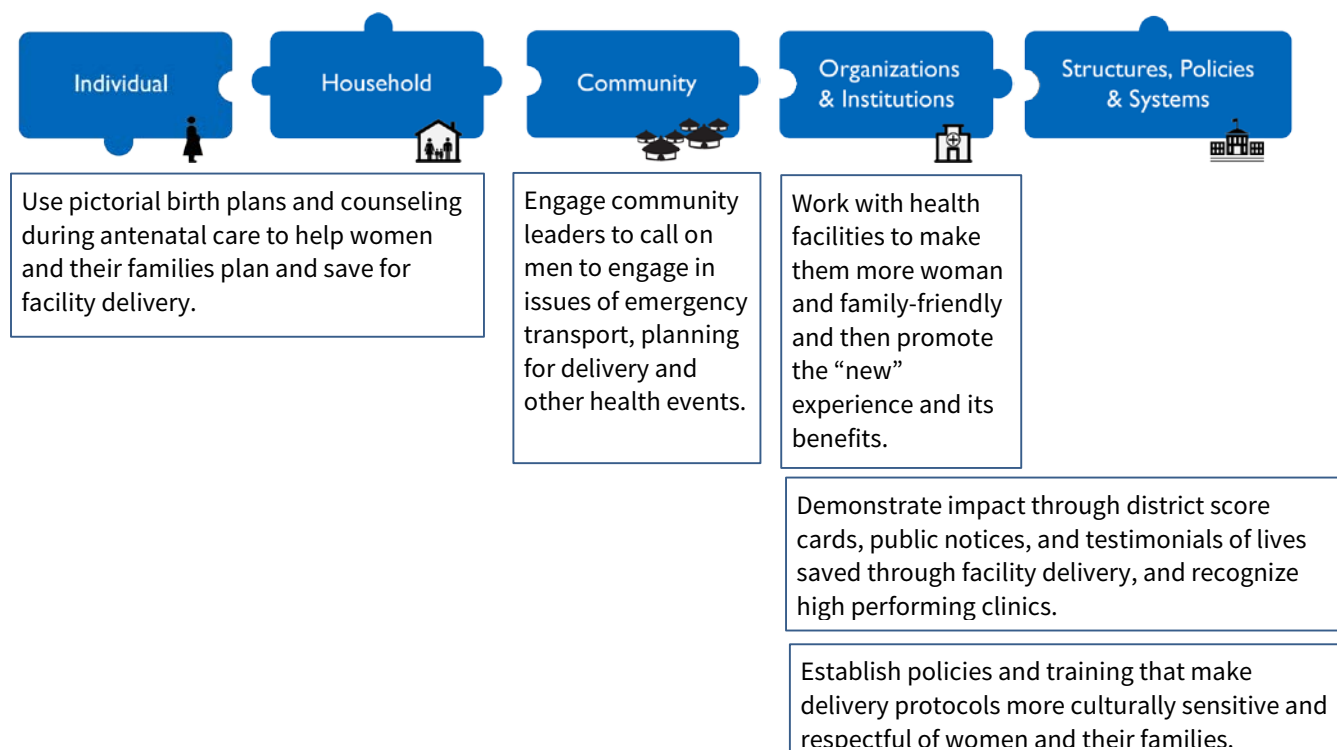 Individual
Household
Community
Organizations
& Institutions
Structures, Policies
& Systems
Use pictorial birth plans and counseling
during antenatal care to help women
and their families plan and save for
facility delivery.
Engage community
leaders to call on
men to engage in
issues of emergency
transport, planning
for delivery and
other health events.
Work with health
facilities to make
them more woman
and family-friendly
and then promote
the “new”
experience and its
benefits.
Demonstrate impact through district score
cards, public notices, and testimonials of lives
saved through facility delivery, and recognize
high performing clinics.
Establish policies and training that make
delivery protocols more culturally sensitive and
respectful of women and their families.